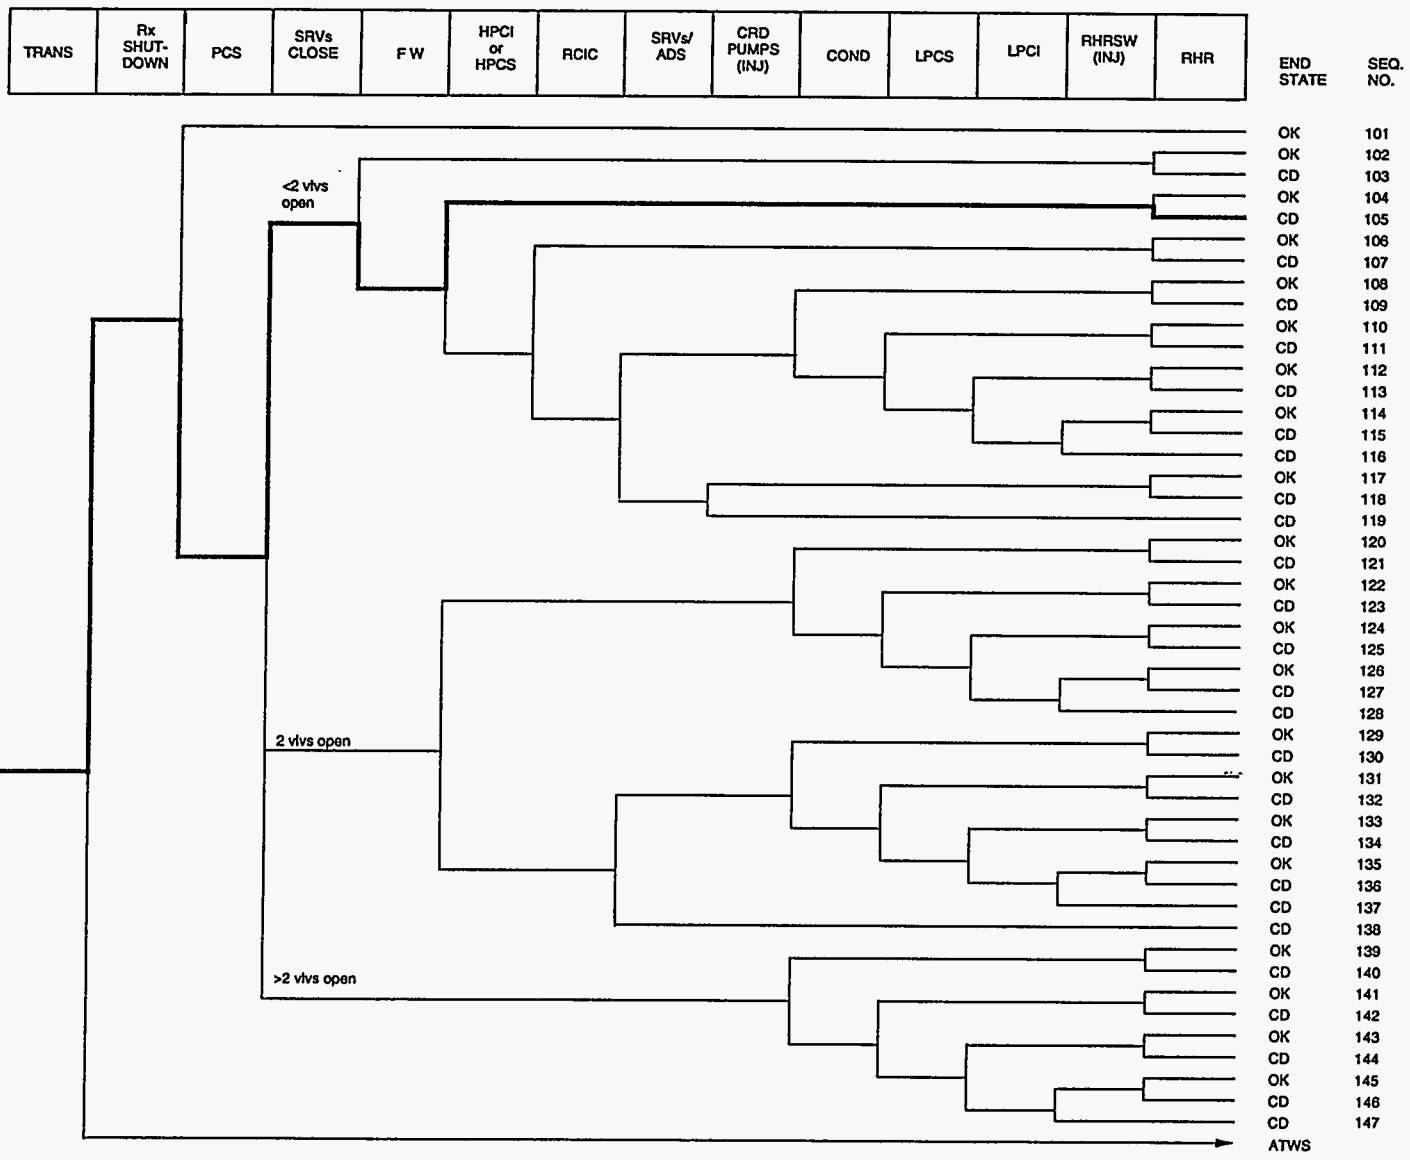 TRANS
Rx
SHUT-
DOWN
PCS
SRVs
CLOSE
F W
HPCI
or
HPCS
RCIC
SRVs/
ADS
CRD
PUMPS
(INJ)
COND
LPCS
LPCI
RHRSW
(INJ)
RHR
END
STATE
SEQ.
NO.
OK 101
OK 102
CD 103
<2 vlvs
open
OK 104
CD 105
OK 106
CD 107
OK 108
CD 109
OK 110
CD 111
OK 112
CD 113
OK 114
CD 115
CD 116
OK 117
CD 118
CD 119
OK 120
CD 121
OK 122
CD 123
OK 124
CD 125
OK 126
CD 127
CD 128
OK 129
2 vlvs open
CD 130
OK 131
CD 132
OK 133
CD 134
OK 135
CD 136
CD 137
CD 138
OK 139
>2 vlvs open
CD 140
OK 141
CD 142
OK 143
CD 144
OK 145
CD 146
CD 147
ATWS